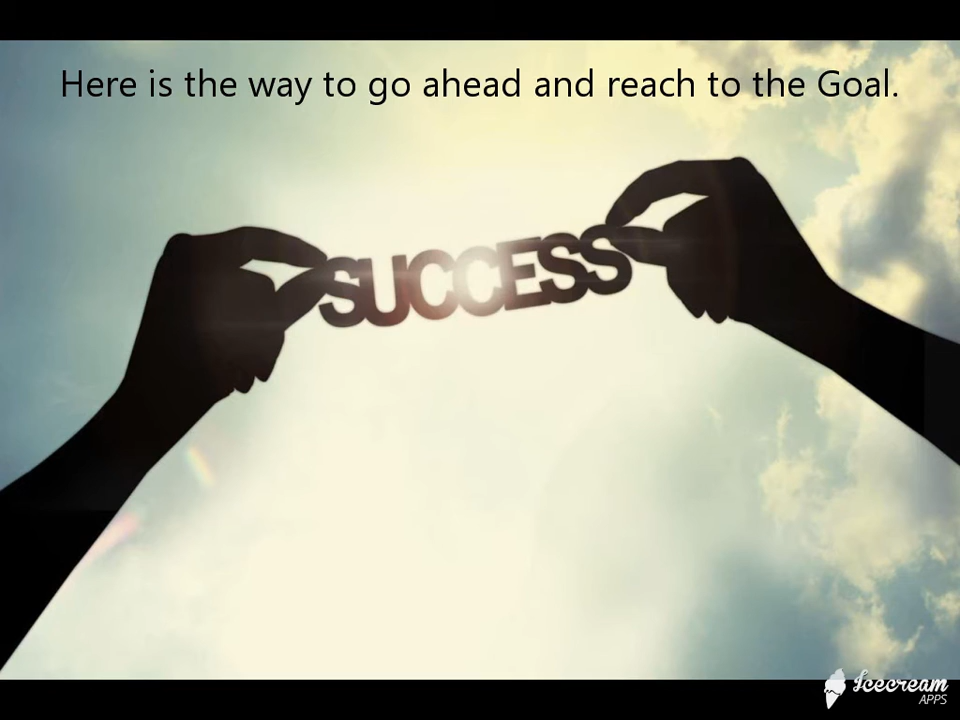 Here is the way to go ahead and reach to the Goal.
SUCCESS
Icecream
APPS